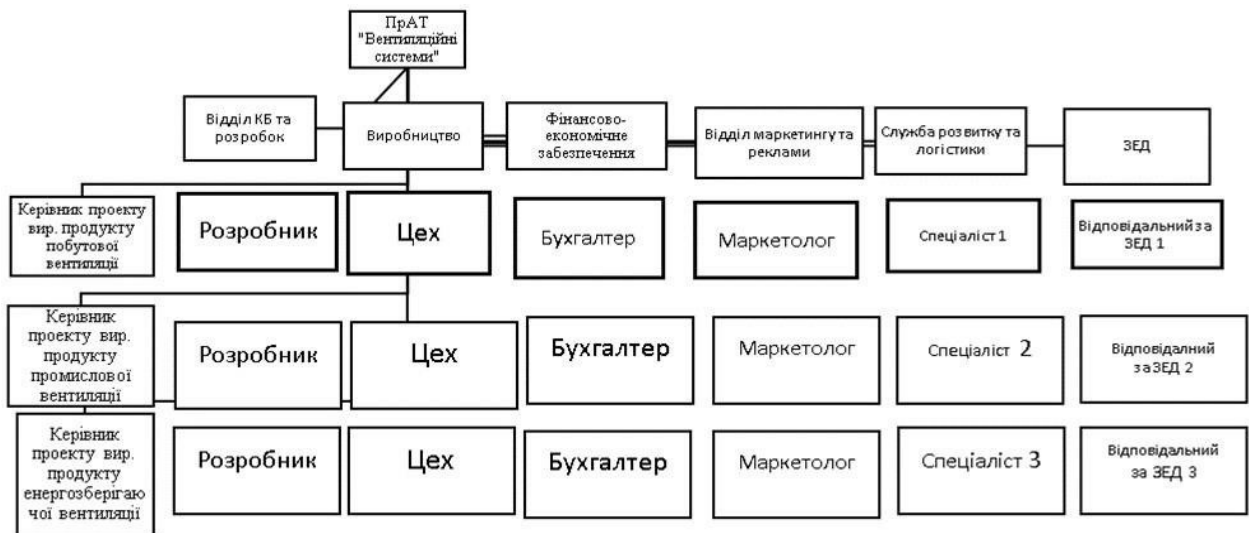 ПрАТ
"Вентиляційні
системи"
Відділ КБ та
розробок
Виробництво
Фінансово-
економічне
забезпечення
Відділ маркетингу та
реклами
Служба розвитку та
логістики
ЗЕД
Керівник проекту
вир. продукту
побутової
вентиляції
Розробник
Цех
Бухгалтер
Маркетолог
Спеціаліст 1
Відповідальний за
ЗЕД 1
Керівник
проекту вир.
продукту
промислової
вентиляції
Розробник
Цех
Бухгалтер
Маркетолог
Спеціаліст 2
Відповідалний
за ЗЕД 2
Керівник
проекту вир.
продукту
енергозберігаю
чої вентиляції
Розробник
Цех
Бухгалтер
Маркетолог
Спеціаліст 3
Відповідальний
за ЗЕД 3